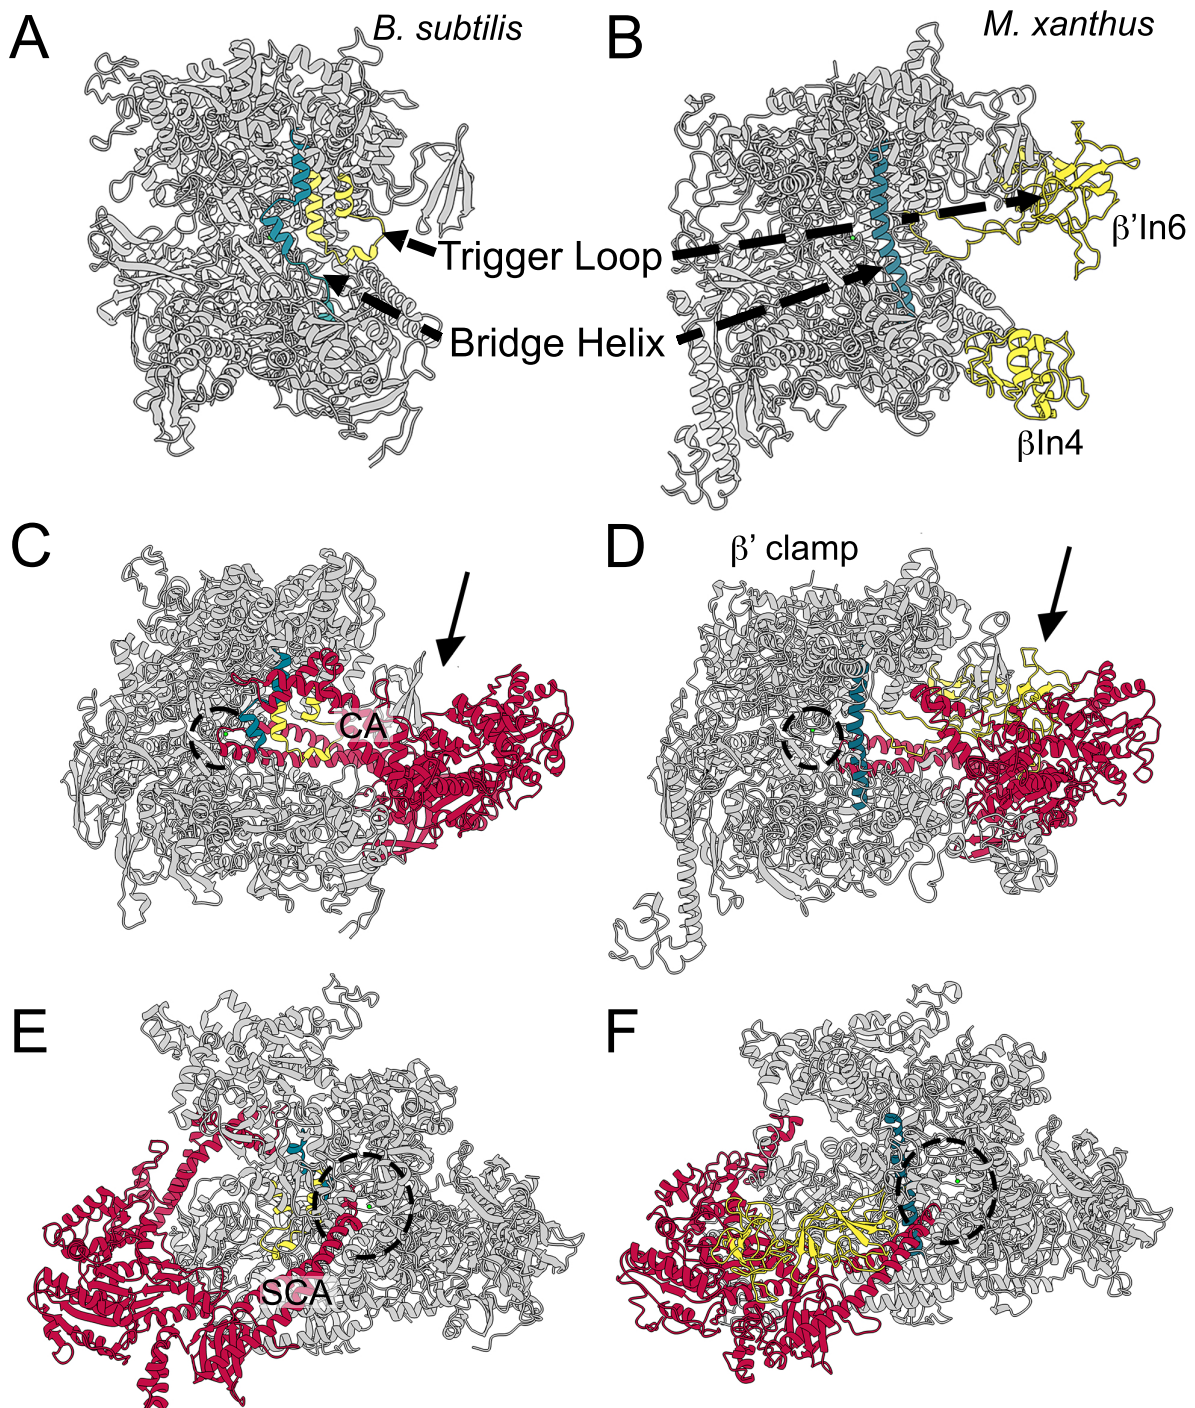 A
B. subtilis
B
M. xanthus
β’In6
Trigger Loop
Bridge Helix
βIn4
C
D
β’ clamp
CA
E
F
SCA